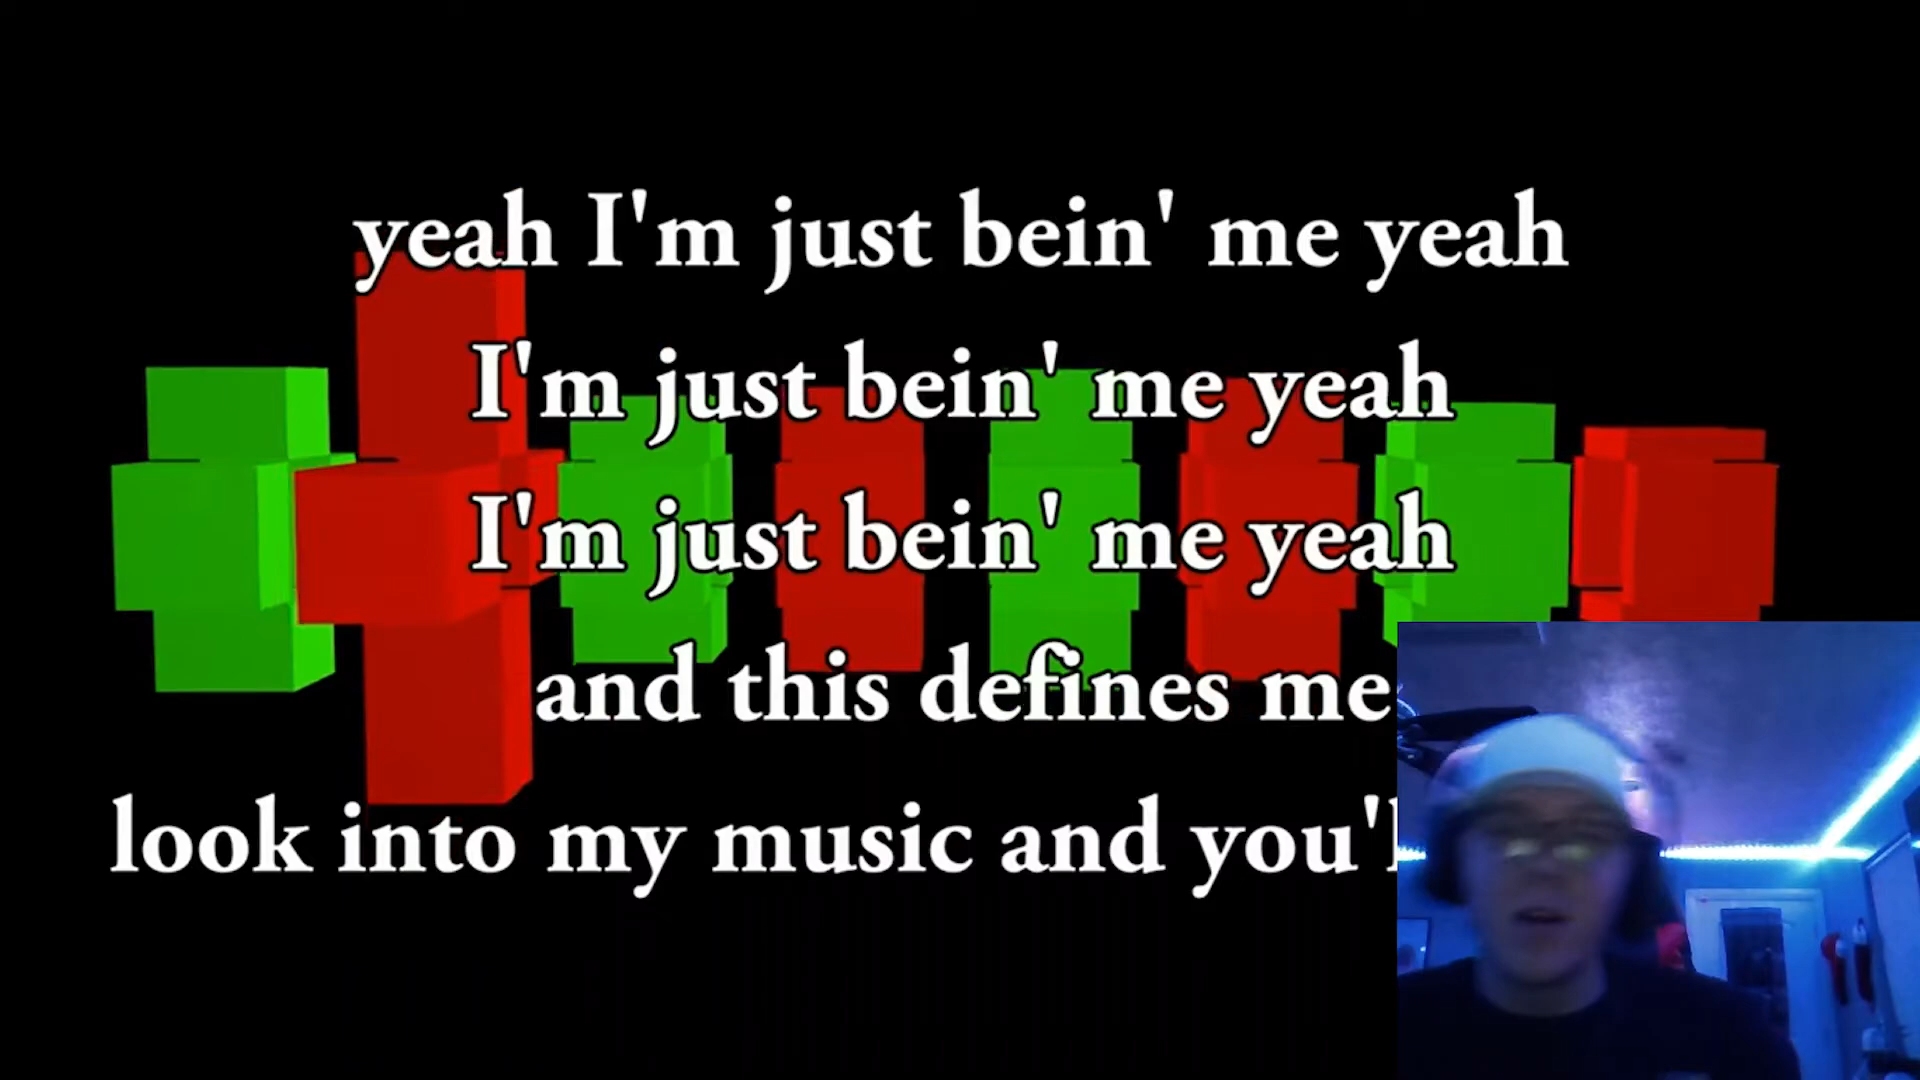 yeah I'm just bein' me yeah
I'm just bein' me yeah
I'm just bein' me yeah
and this defines me
look into my music and